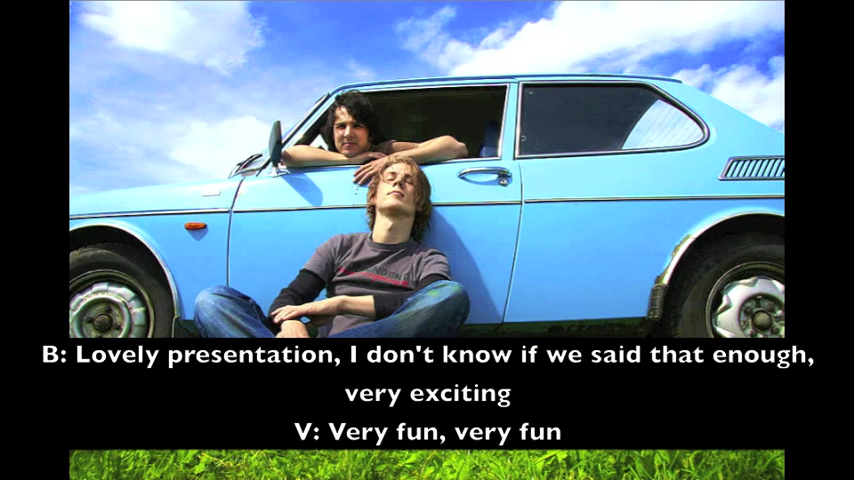 B: Lovely presentation, I don't know if we said that enough,
very exciting
V: Very fun, very fun